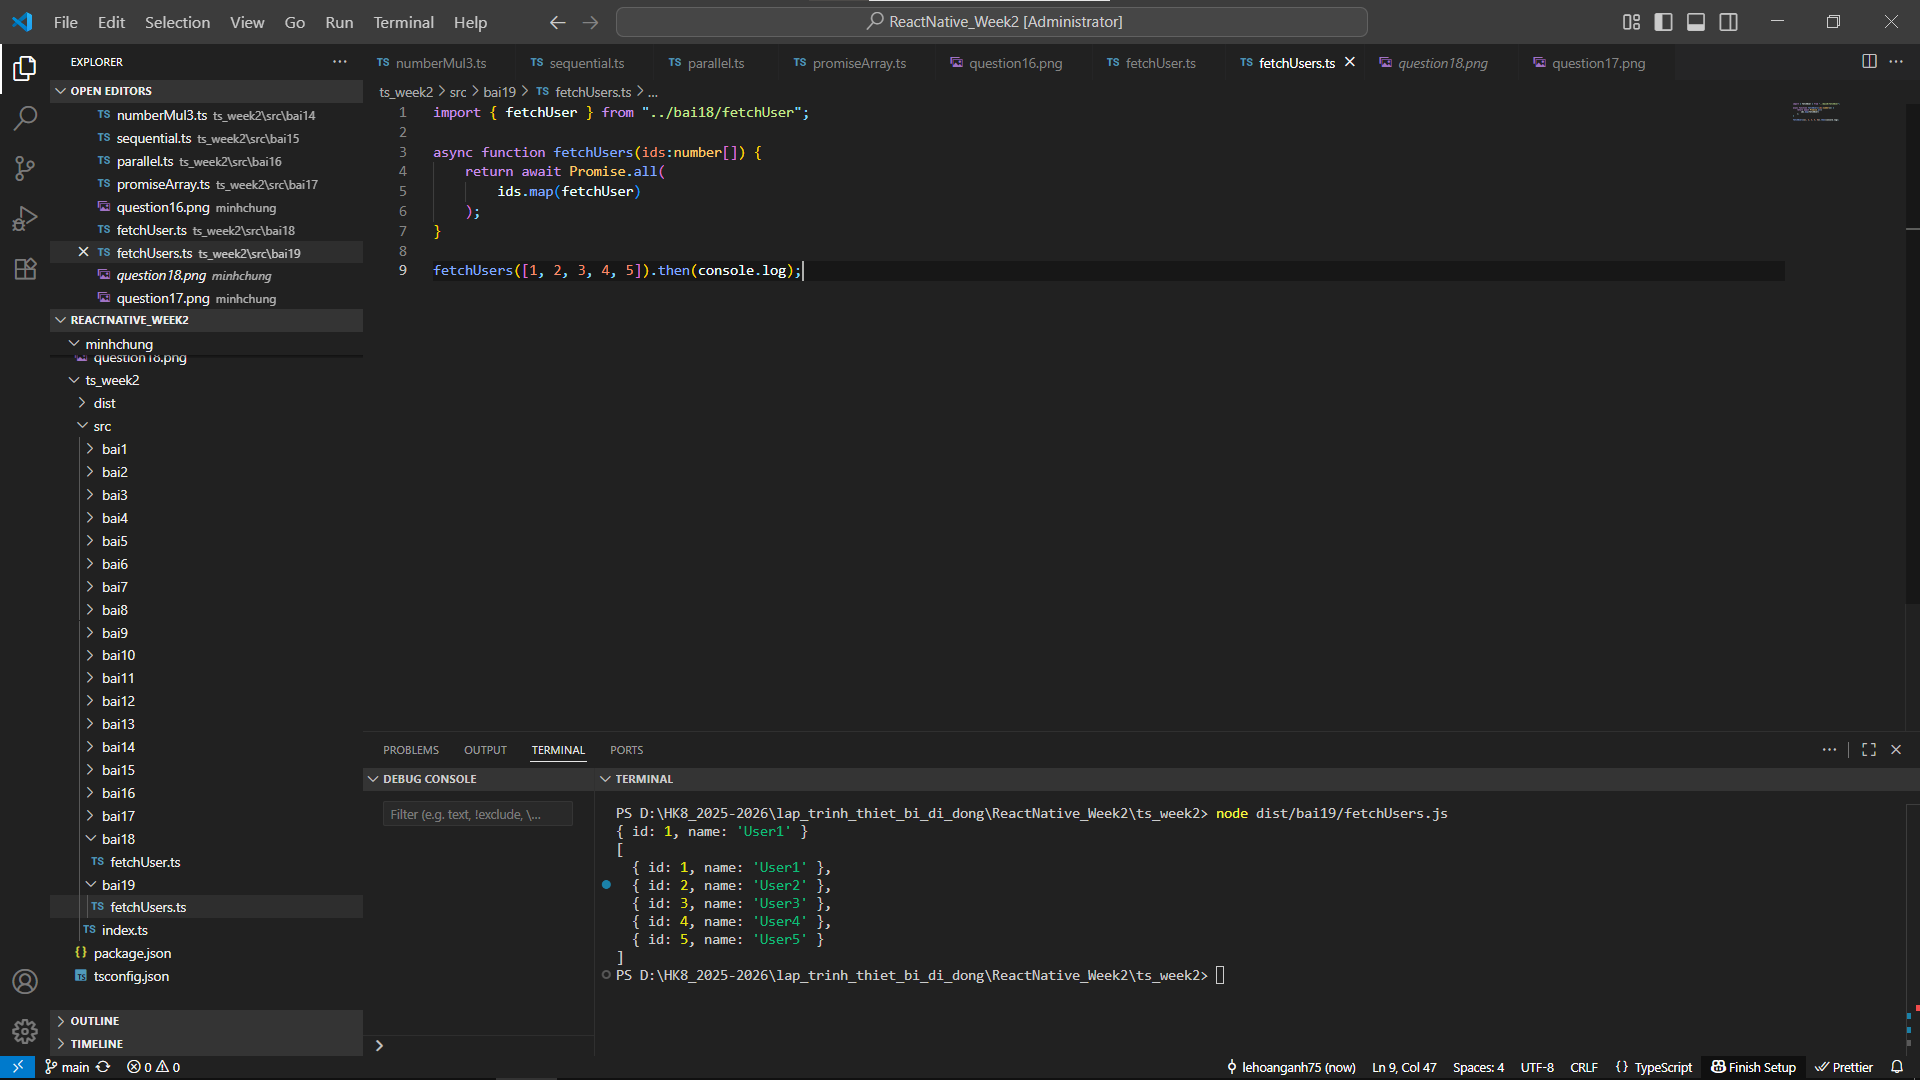 File Edit Selection View Go Run Terminal Help
ReactNative_Week2 [Administrator]
EXPLORER
OPEN EDITORS
numberMul3.ts ts_week2\src\bai14
sequential.ts ts_week2\src\bai15
parallel.ts ts_week2\src\bai16
promiseArray.ts ts_week2\src\bai17
question16.png minhchung
fetchUser.ts ts_week2\src\bai18
fetchUsers.ts ts_week2\src\bai19
question18.png minhchung
question17.png minhchung
REACTNATIVE_WEEK2
minhchung
question18.png
ts_week2
dist
src
bai1
bai2
bai3
bai4
bai5
bai6
bai7
bai8
bai9
bai10
bai11
bai12
bai13
bai14
bai15
bai16
bai17
bai18
TS fetchUser.ts
bai19
TS fetchUsers.ts
TS index.ts
{} package.json
tsconfig.json
OUTLINE
TIMELINE
TS numberMul3.ts TS sequential.ts TS parallel.ts TS promiseArray.ts question16.png TS fetchUser.ts TS fetchUsers.ts question18.png question17.png
ts_week2 > src > bai19 > TS fetchUsers.ts > ...
1 import { fetchUser } from "../bai18/fetchUser";
2
3 async function fetchUsers(ids:number[]) {
4 return await Promise.all(
5 ids.map(fetchUser)
6 );
7 }
8
9 fetchUsers([1, 2, 3, 4, 5]).then(console.log);
PROBLEMS OUTPUT TERMINAL PORTS
DEBUG CONSOLE
Filter (e.g. text, !exclude, \...
TERMINAL
PS D:\HK8_2025-2026\lap_trinh_thiet_bi_di_dong\ReactNative_Week2\ts_week2> node dist/bai19/fetchUsers.js
{ id: 1, name: 'User1' }
[
{ id: 1, name: 'User1' },
{ id: 2, name: 'User2' },
{ id: 3, name: 'User3' },
{ id: 4, name: 'User4' },
{ id: 5, name: 'User5' }
]
PS D:\HK8_2025-2026\lap_trinh_thiet_bi_di_dong\ReactNative_Week2\ts_week2>
main 0 0 lehoanganh75 (now) Ln 9, Col 47 Spaces: 4 UTF-8 CRLF {} TypeScript Finish Setup Prettier